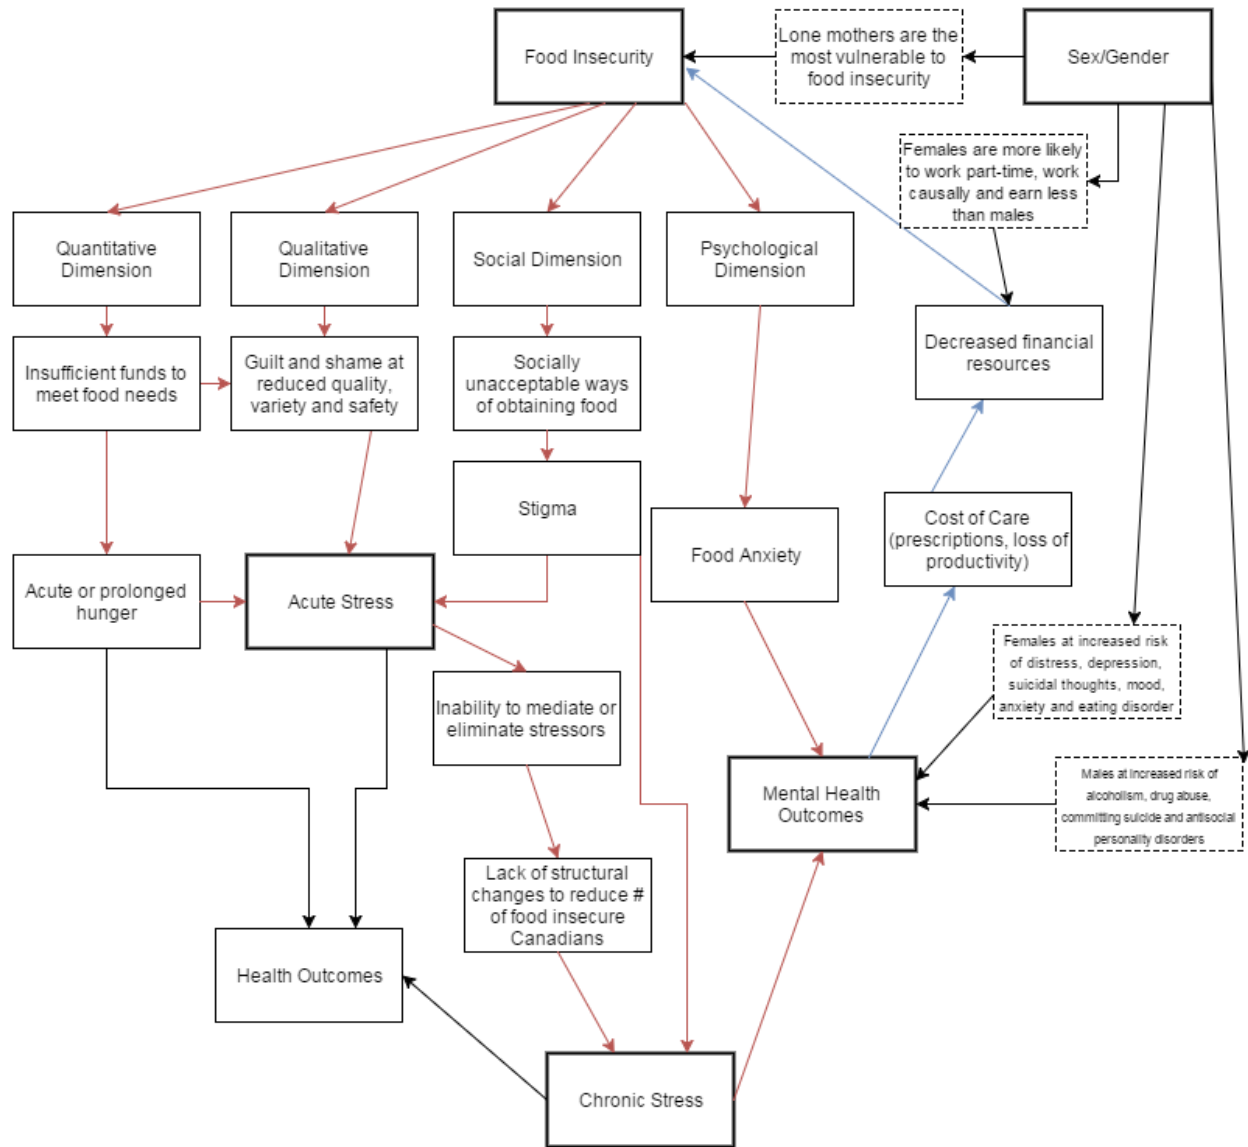 Food Insecurity
Lone mothers are the
most vulnerable to
food insecurity
Sex/Gender
Females are more likely
to work part-time, work
causally and earn less
than males
Quantitative
Dimension
Qualitative
Dimension
Social Dimension
Psychological
Dimension
Insufficient funds to
meet food needs
Guilt and shame at
reduced quality,
variety and safety
Socially
unacceptable ways
of obtaining food
Decreased financial
resources
Stigma
Food Anxiety
Cost of Care
(prescriptions, loss of
productivity)
Acute or prolonged
hunger
Acute Stress
Inability to mediate or
eliminate stressors
Females at increased risk
of distress, depression,
suicidal thoughts, mood,
anxiety and eating disorder
Mental Health
Outcomes
Males at increased risk of
alcoholism, drug abuse,
committing suicide and antisocial
personality disorders
Lack of structural
changes to reduce #
of food insecure
Canadians
Health Outcomes
Chronic Stress